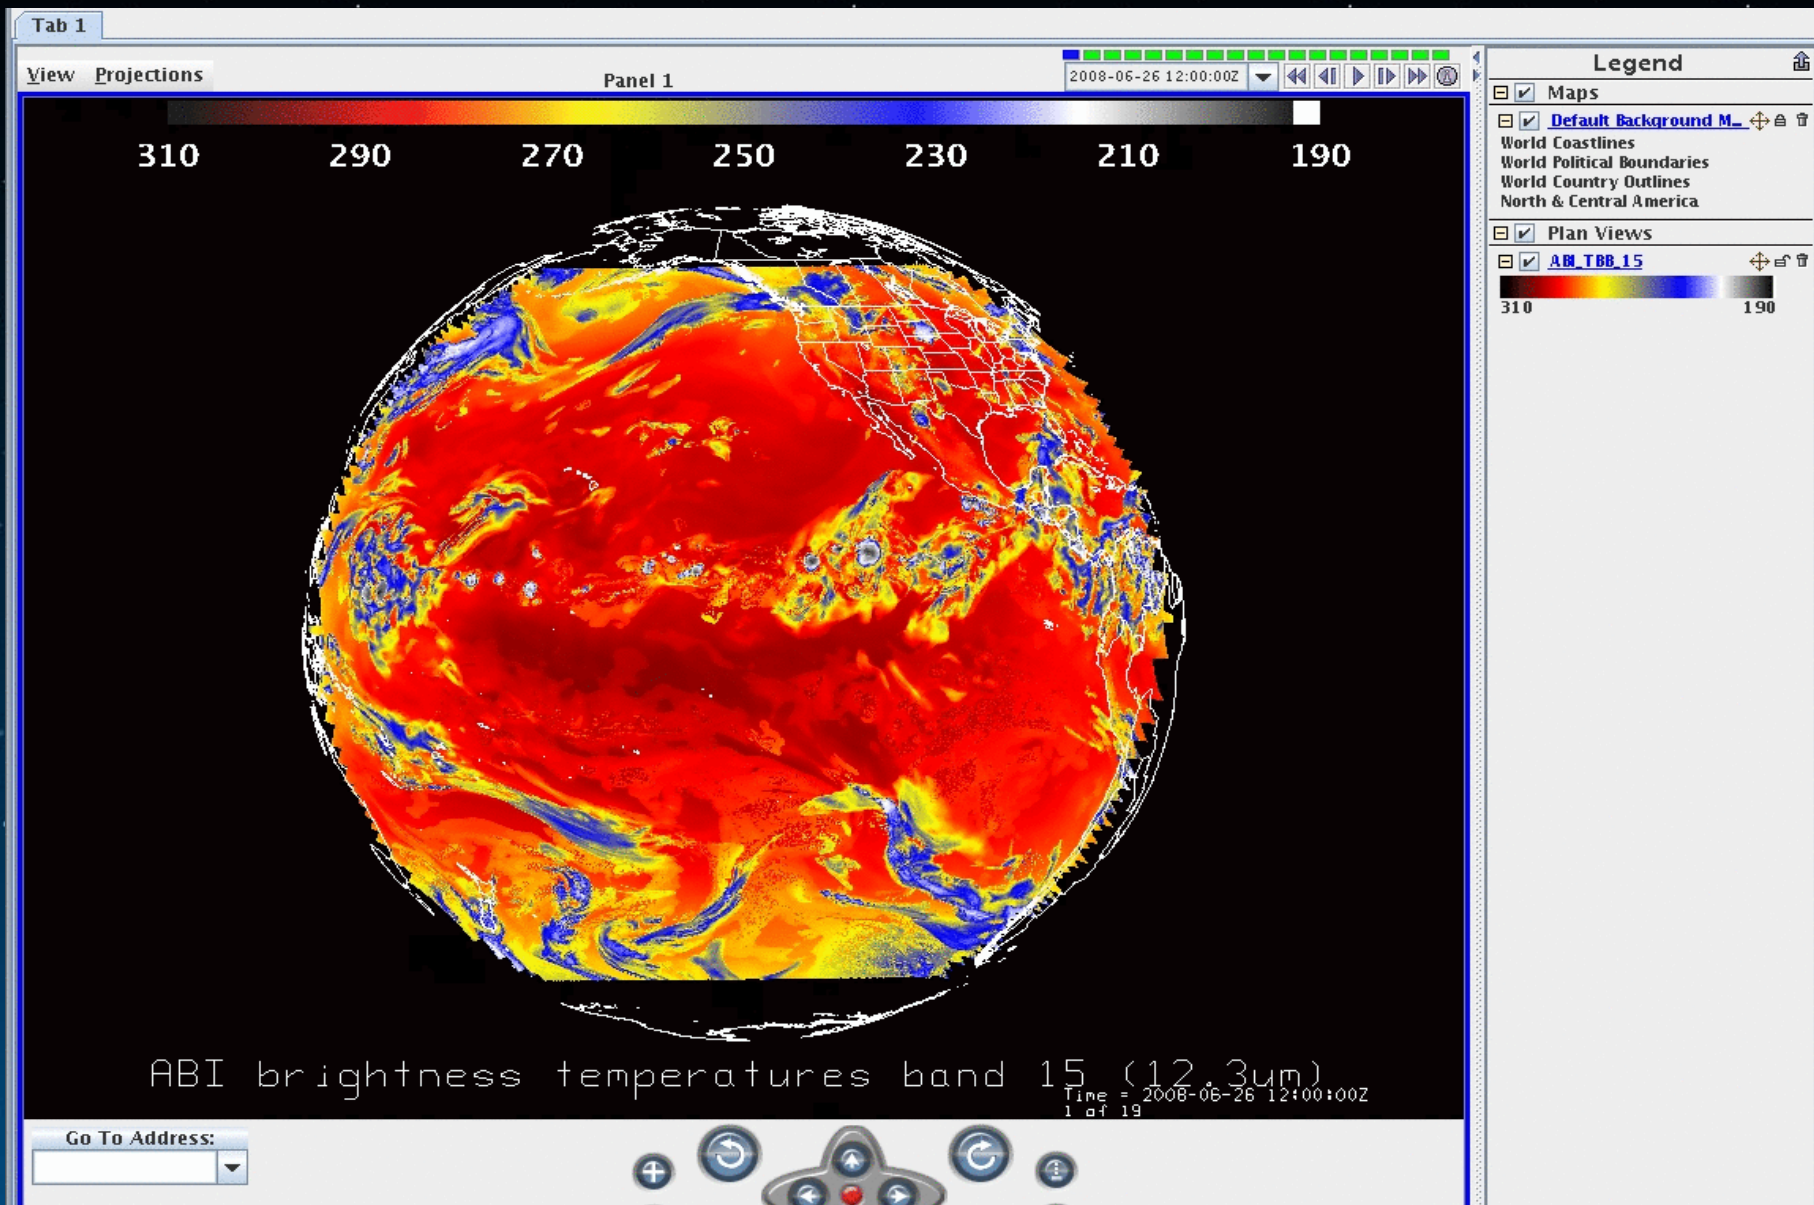 Tab 1
View Projections
Panel 1
2008-06-26 12:00:00Z
310 290 270 250 230 210 190
ABI brightness temperatures band 15 (12.3um)
Time = 2008-06-26 12:00:00Z
1 of 19
Go To Address:
Legend
Maps
Default Background M...
World Coastlines
World Political Boundaries
World Country Outlines
North & Central America
Plan Views
ABI_TBB_15
310 190